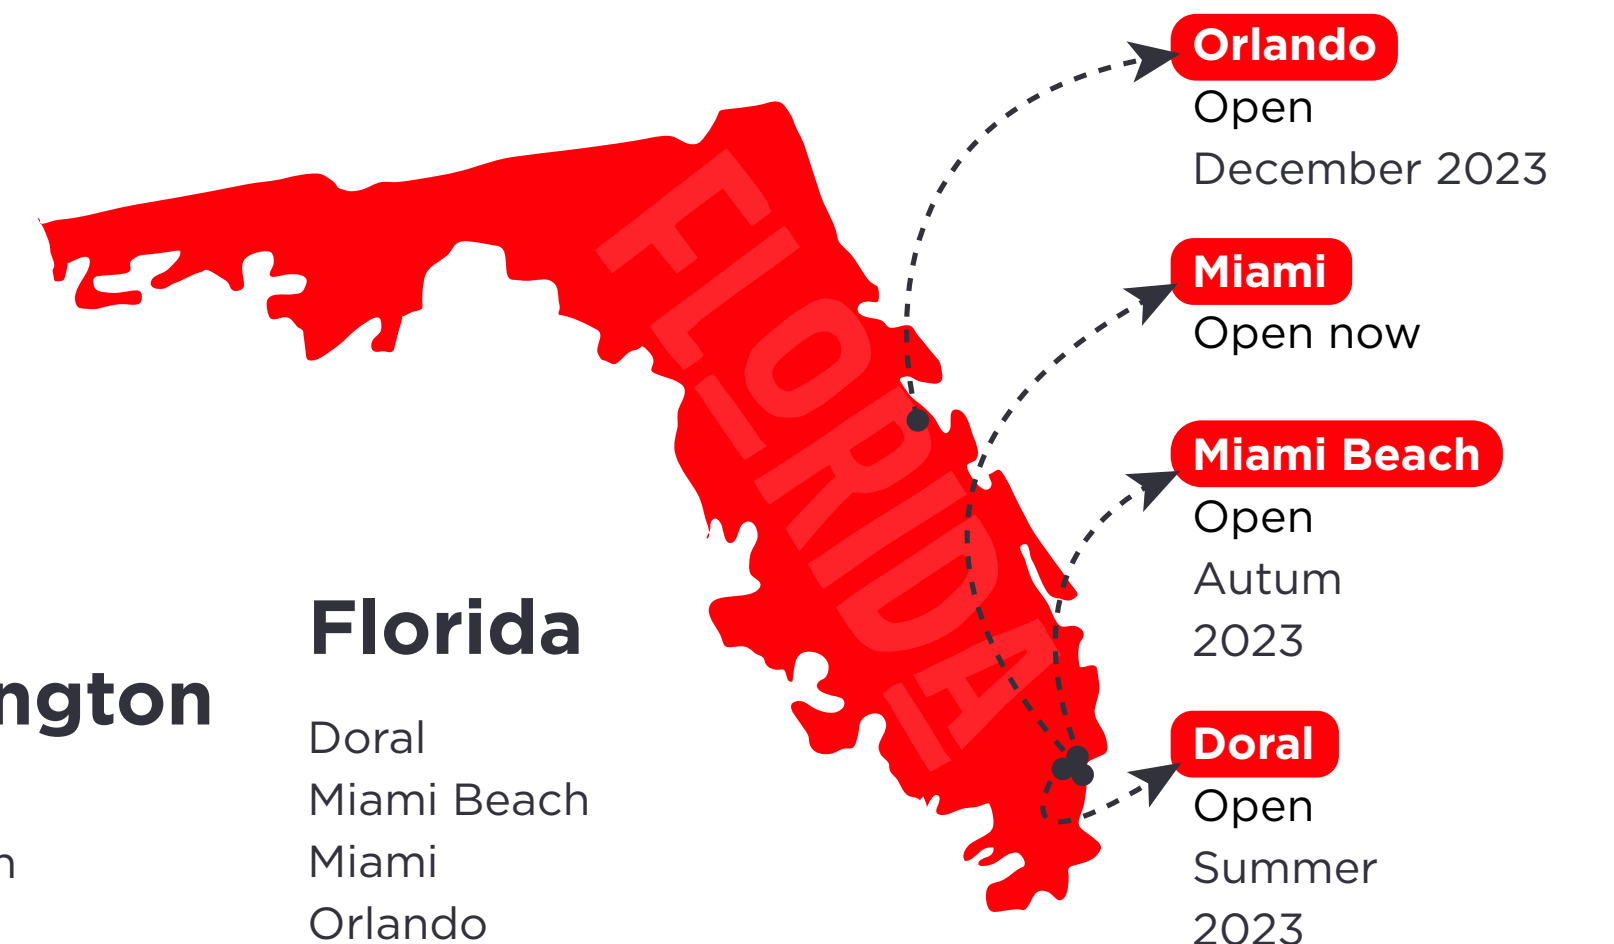 Orlando
Open
December 2023
Miami
Open now
Miami Beach
Open
Autum
2023
Doral
Open
Summer
2023
FLORIDA
Florida
Doral
Miami Beach
Miami
Orlando
ngton
n